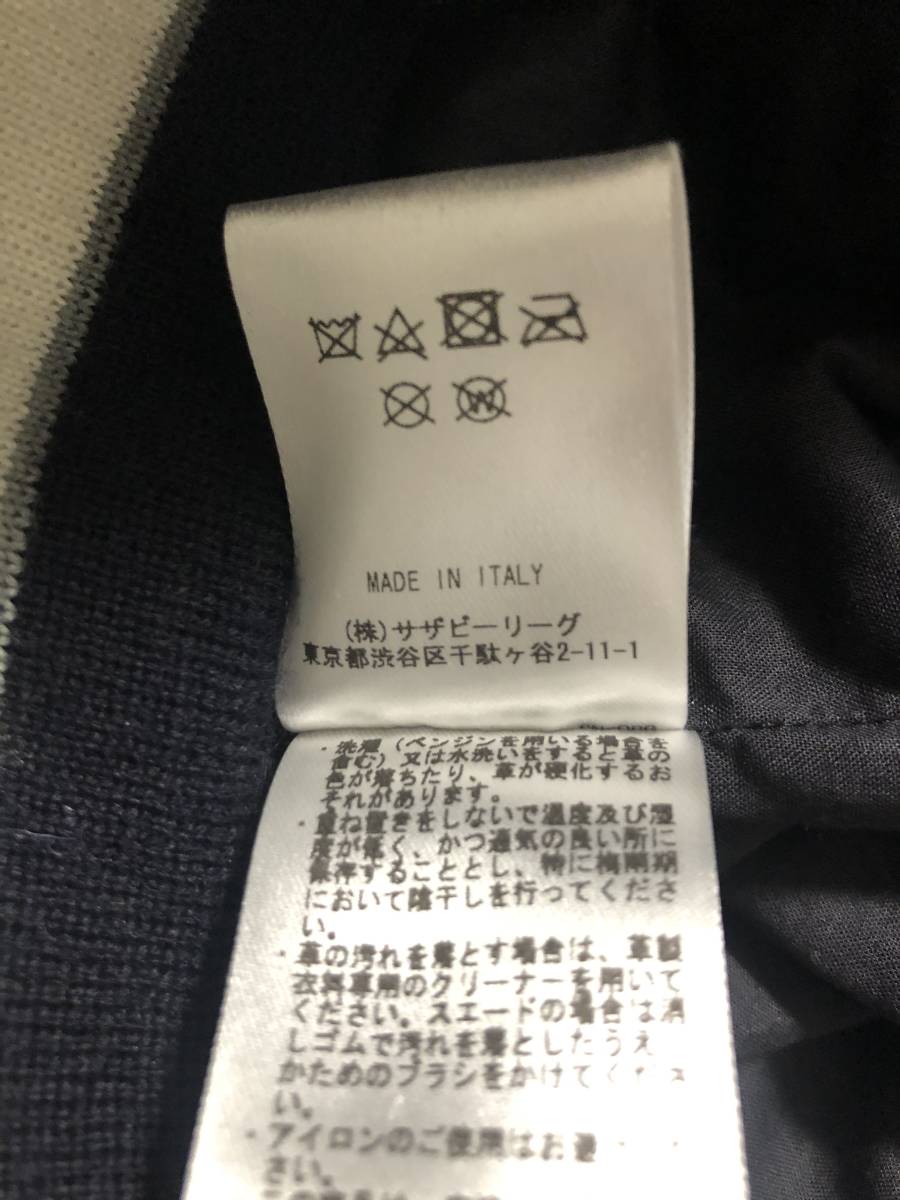 W
MADE IN ITALY
(株)サザビーリーグ
東京都渋谷区千駄ヶ谷2-11-1
・洗濯(ベンジンを用いる場合を
含む)又は水洗いをすると革の
色が落ちたり、革が硬化するお
それがあります。
・重ね置きをしないで温度及び湿
度が低く、かつ通気の良い所に
保存することとし、特に梅雨期
において陰干しを行ってくださ
い。
・革の汚れを落とす場合は、革製
衣料専用のクリーナーを用いて
ください。スエードの場合は消
しゴムで汚れを落としたうえ
かためのブラシをかけてくださ
い。
・アイロンのご使用はお
さい。